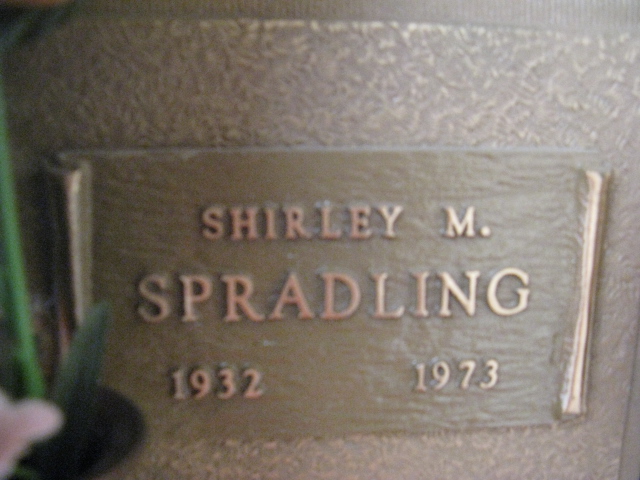 SHIRLEY M.
SPRADLING
1932 1973